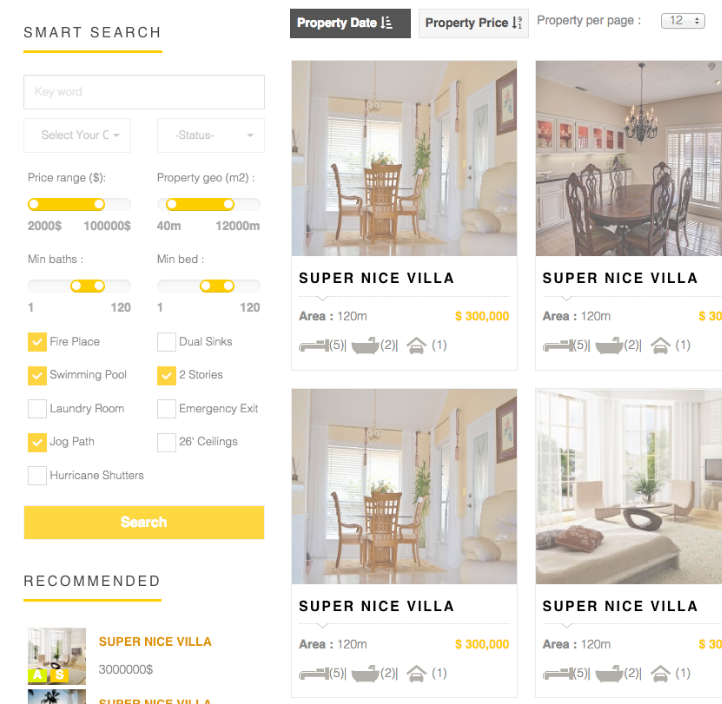 SMART SEARCH
Key word
Select Your C
-Status-
Price range ($):
Property geo (m2) :
2000$
100000$
40m
12000m
Min baths :
Min bed :
1
120
1
120
Fire Place
Dual Sinks
Swimming Pool
2 Stories
Laundry Room
Emergency Exit
Jog Path
26' Ceilings
Hurricane Shutters
Search
RECOMMENDED
A S
SUPER NICE VILLA
3000000$
SUPER NICE VILLA
Property Date
Property Price
Property per page :
12
SUPER NICE VILLA
Area : 120m
$ 300,000
(5)| (2)| (1)
SUPER NICE VILLA
Area : 120m
$ 30
(5)| (2)| (1)
SUPER NICE VILLA
Area : 120m
$ 300,000
(5)| (2)| (1)
SUPER NICE VILLA
Area : 120m
$ 30
(5)| (2)| (1)